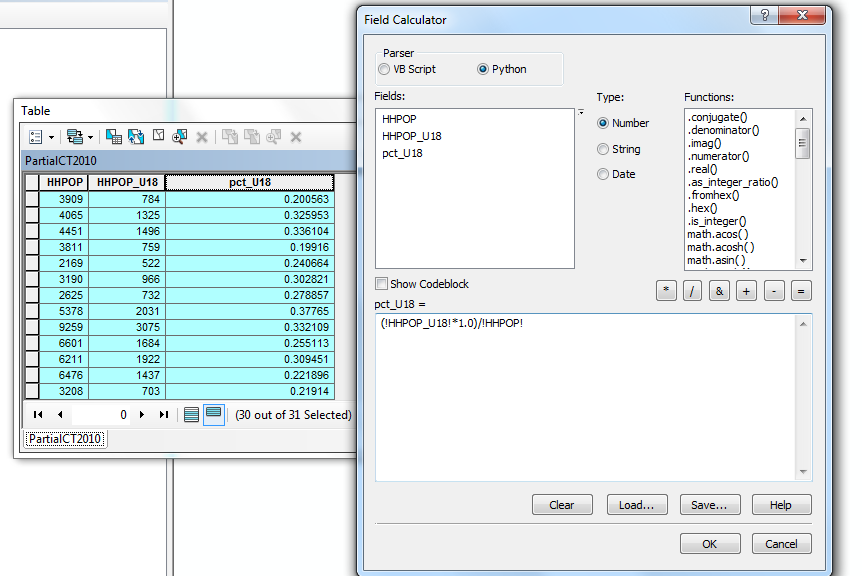 Table
PartialCT2010
HHPOP HHPOP_U18 pct_U18
3909 784 0.200563
4065 1325 0.325953
4451 1496 0.336104
3811 759 0.19916
2169 522 0.240664
3190 966 0.302821
2625 732 0.278857
5378 2031 0.37765
9259 3075 0.332109
6601 1684 0.255113
6211 1922 0.309451
6476 1437 0.221896
3208 703 0.21914
0 (30 out of 31 Selected)
PartialCT2010
Field Calculator
Parser
VB Script Python
Fields:
HHPOP
HHPOP_U18
pct_U18
Type:
Number
String
Date
Functions:
.conjugate()
.denominator()
.imag()
.numerator()
.real()
.as_integer_ratio()
.fromhex()
.hex()
.is_integer()
math.acos( )
math.acosh( )
math.asin( )
Show Codeblock
* / & + - =
pct_U18 =
(!HHPOP_U18!*1.0)/!HHPOP!
Clear Load... Save... Help
OK Cancel